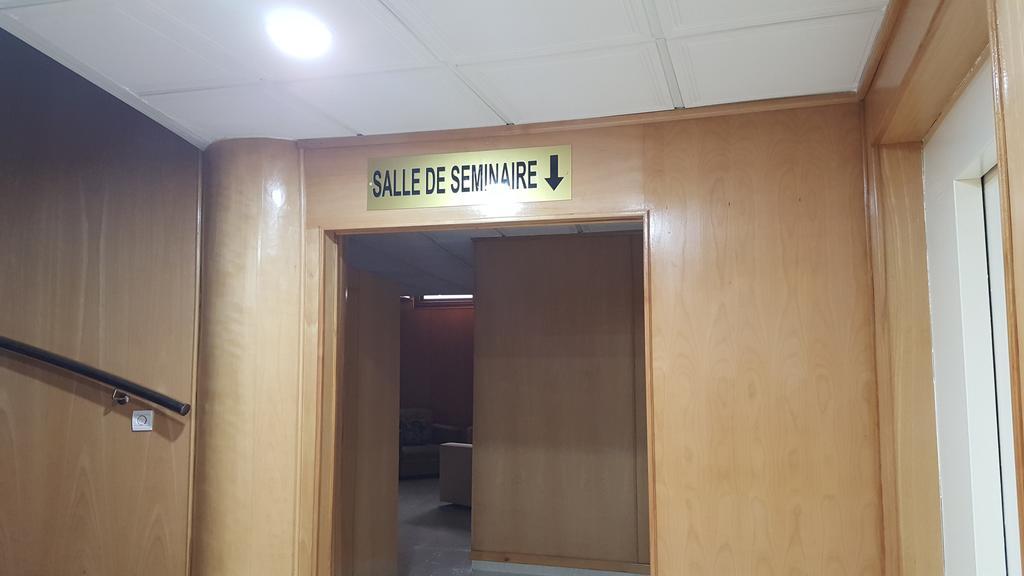 SALLE DE SEMINAIRE ↓